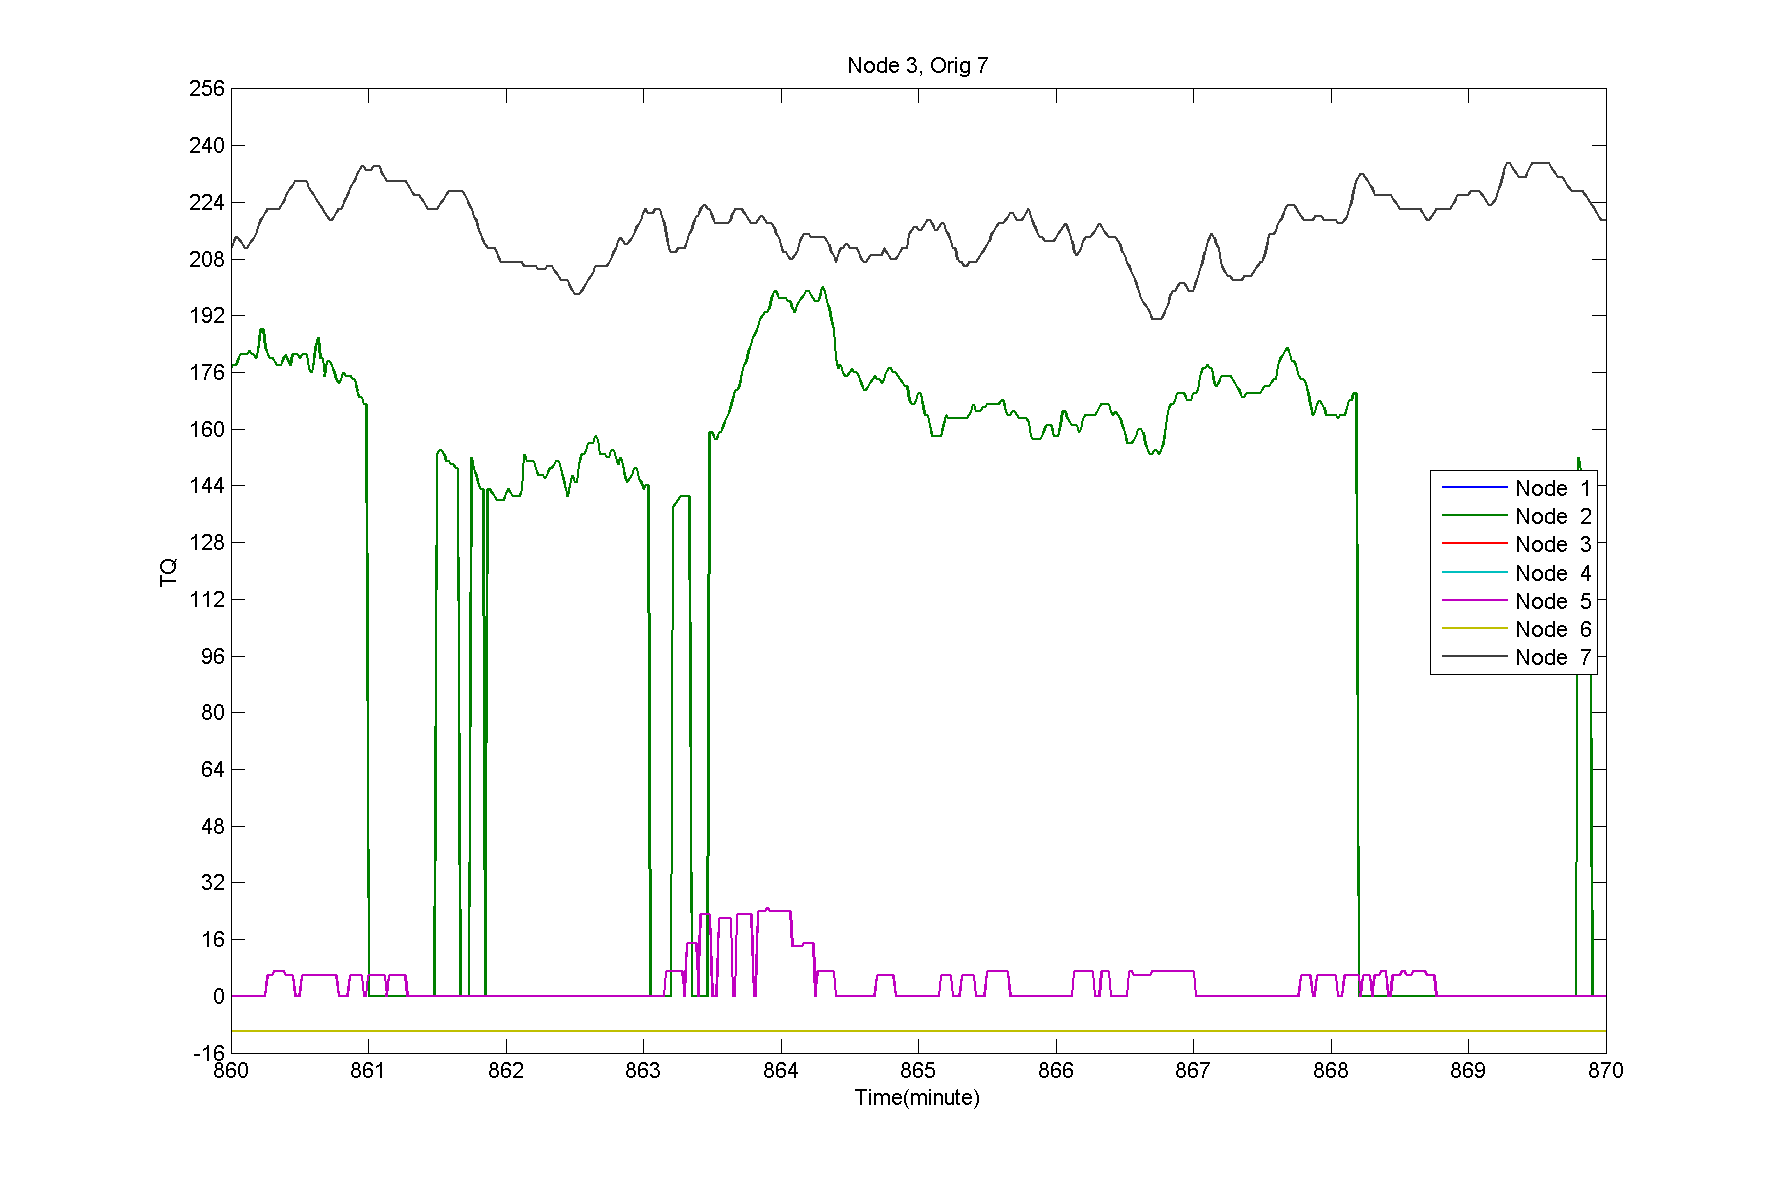 Node 3, Orig 7
256
240
224
208
192
176
160
144
128
112
96
80
64
48
32
16
0
-16
TQ
Node 1
Node 2
Node 3
Node 4
Node 5
Node 6
Node 7
860 861 862 863 864 865 866 867 868 869 870
Time(minute)